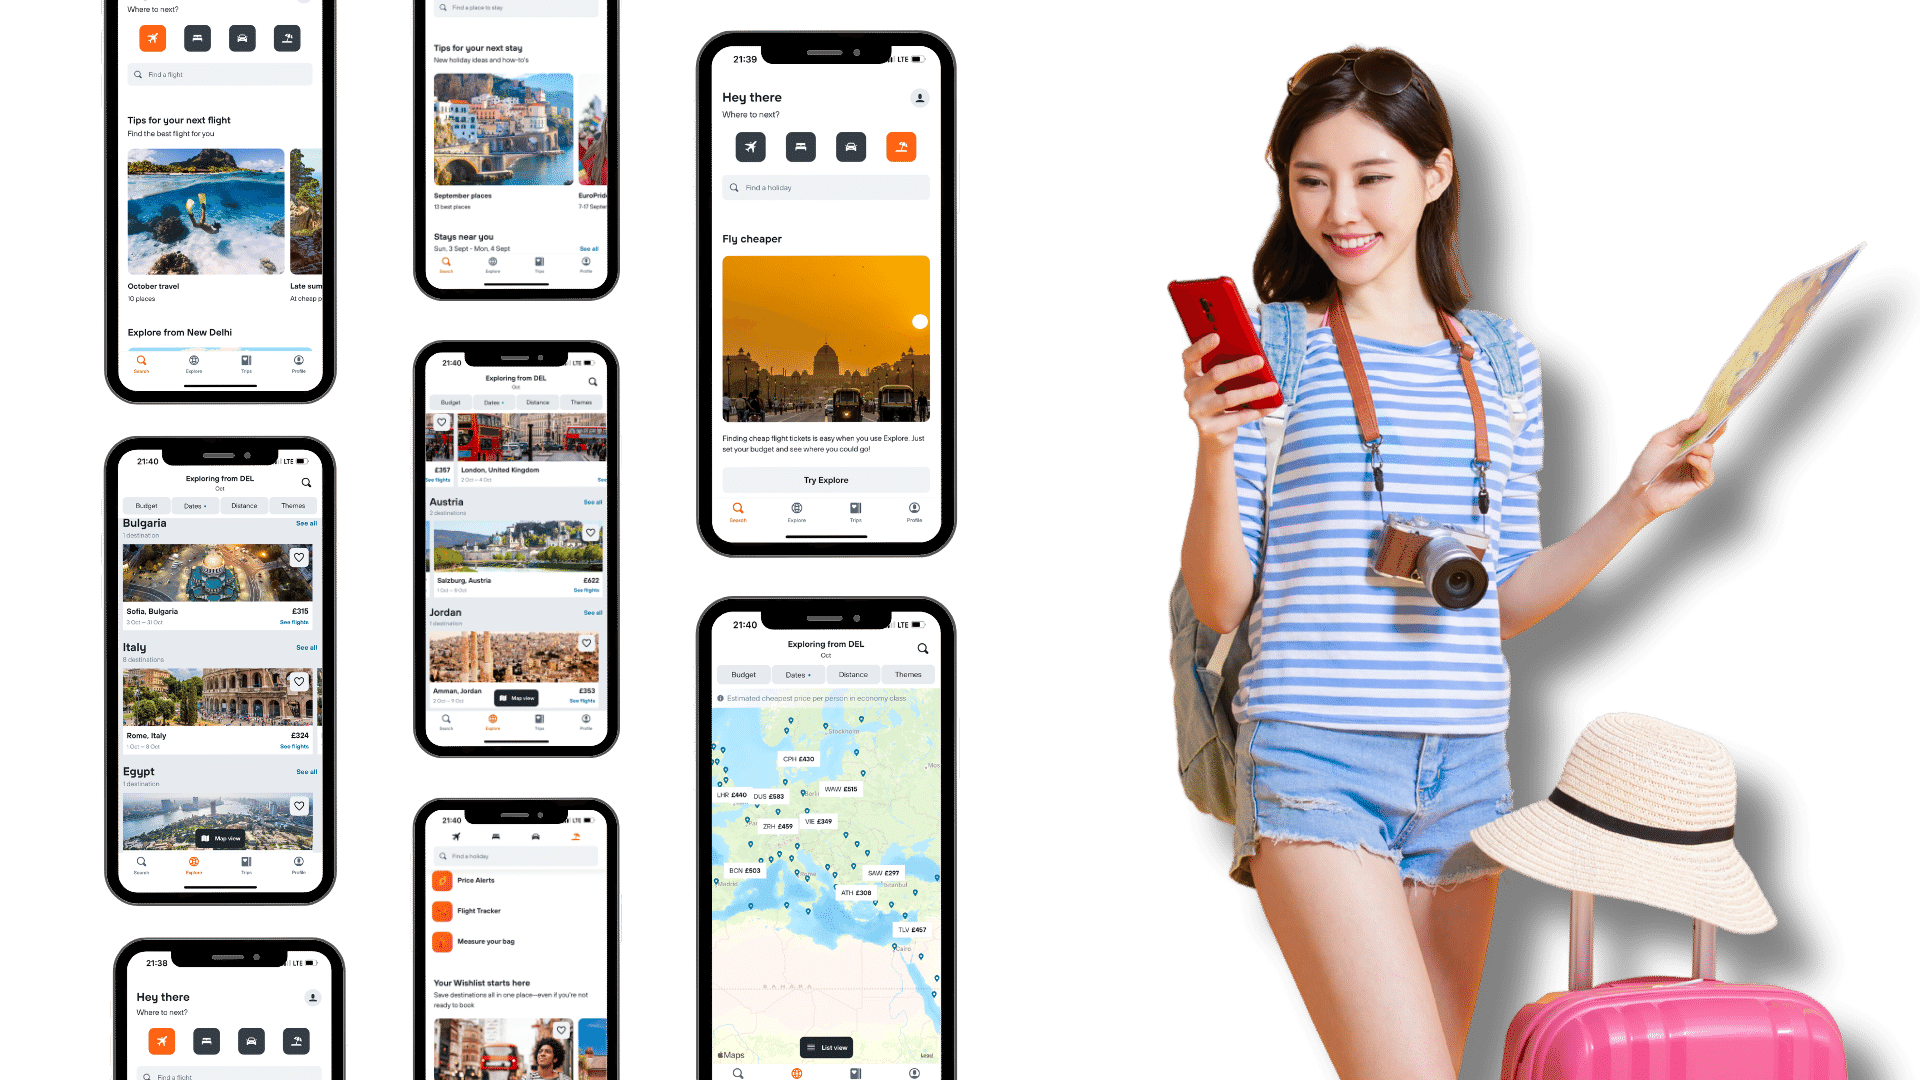 Where to next?
Find a flight
Tips for your next flight
Find the best flight for you
October travel
10 places
Late sum
At cheap p
Explore from New Delhi
Search
Explore
Trips
Profile
21:40
LTE
Exploring from DEL
Oct
Budget
Dates •
Distance
Themes
Bulgaria
See all
1 destination
Sofia, Bulgaria
£315
3 Oct – 31 Oct
See flights
Italy
See all
8 destinations
Rome, Italy
£324
1 Oct – 8 Oct
See flights
Egypt
See all
1 destination
Map view
Search
Explore
Trips
Profile
21:38
LTE
Hey there
Where to next?
Find a flight
Find a place to stay
Tips for your next stay
New holiday ideas and how-to's
September places
13 best places
EuroPrid
7-17 Septem
Stays near you
Sun, 3 Sept - Mon, 4 Sept
See all
Search
Explore
Trips
Profile
21:40
LTE
Exploring from DEL
Oct
Budget
Dates •
Distance
Themes
£357
See flights
London, United Kingdom
2 Oct – 4 Oct
See
Austria
See all
2 destinations
Salzburg, Austria
£622
1 Oct – 8 Oct
See flights
Jordan
See all
1 destination
Amman, Jordan
£353
2 Oct – 11 Oct
See flights
Map view
Search
Explore
Trips
Profile
21:40
LTE
Find a holiday
Price Alerts
Flight Tracker
Measure your bag
Your Wishlist starts here
Save destinations all in one place—even if you're not
ready to book
21:39
LTE
Hey there
Where to next?
Find a holiday
Fly cheaper
Finding cheap flight tickets is easy when you use Explore. Just
set your budget and see where you could go!
Try Explore
Search
Explore
Trips
Profile
21:40
LTE
Exploring from DEL
Oct
Budget
Dates •
Distance
Themes
Estimated cheapest price per person in economy class
Stockholm
Mos
CPH £430
WAW £515
LHR £440
DUS £583
Berlin
ZRH £459
VIE £349
BCN £503
Madrid
Rome
SAW £297
Istanbul
ATH £308
TLV £457
Cairo
SAHARA
List view
Maps
Legal